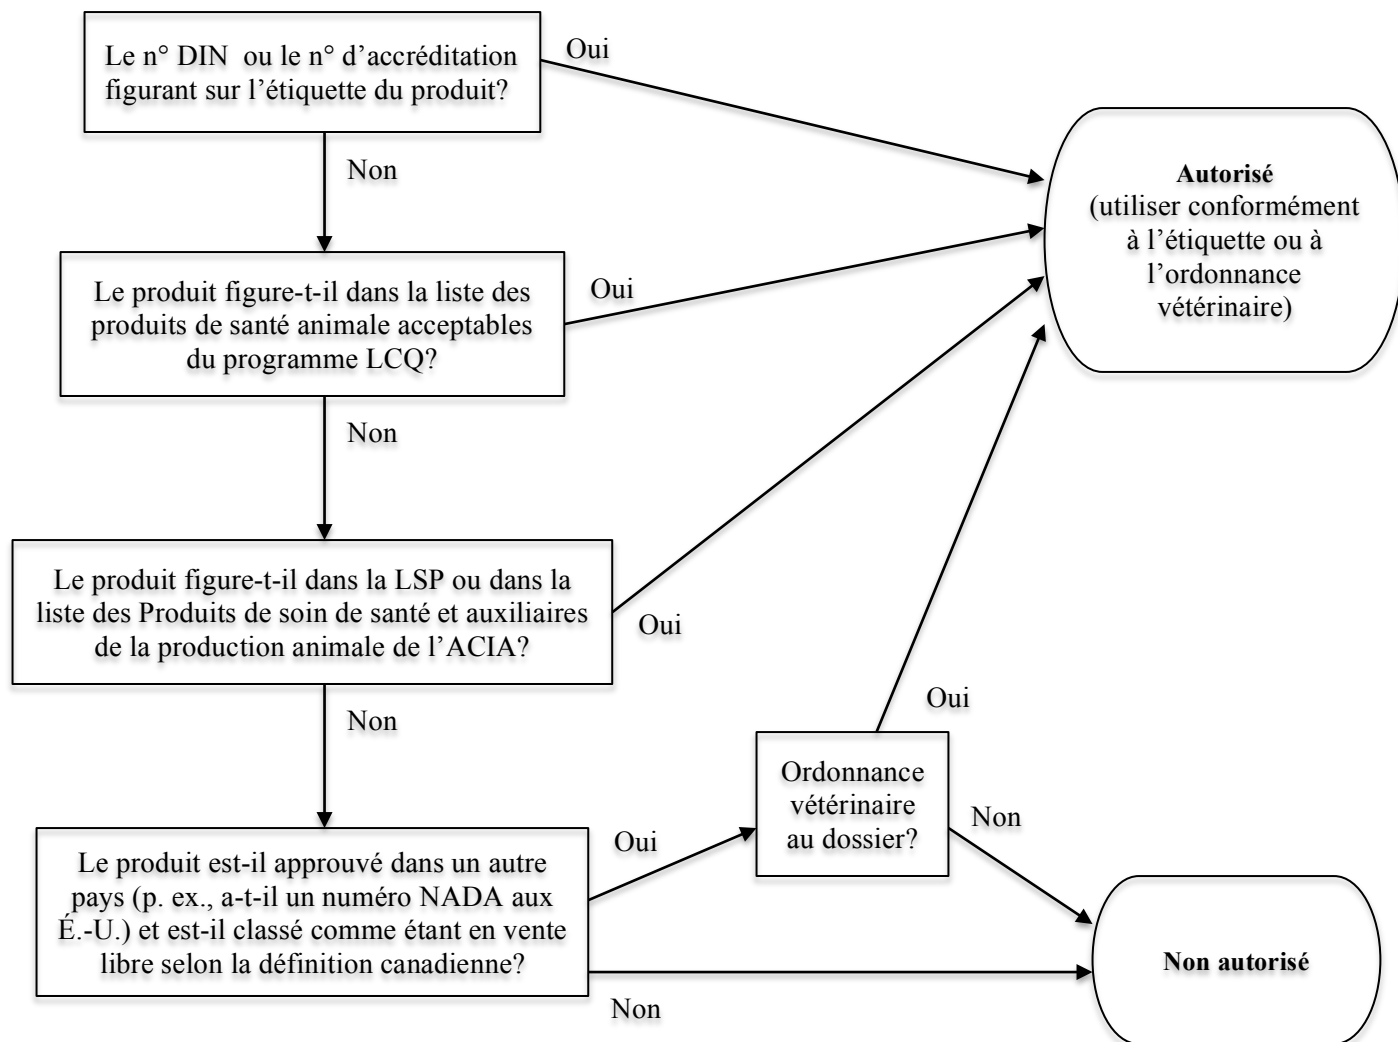 Le n° DIN ou le n° d’accréditation
figurant sur l’étiquette du produit?
Oui
Non
Autorisé
(utiliser conformément
à l’étiquette ou à
l’ordonnance
vétérinaire)
Le produit figure-t-il dans la liste des
produits de santé animale acceptables
du programme LCQ?
Oui
Non
Le produit figure-t-il dans la LSP ou dans la
liste des Produits de soin de santé et auxiliaires
de la production animale de l’ACIA?
Oui
Non
Le produit est-il approuvé dans un autre
pays (p. ex., a-t-il un numéro NADA aux
É.-U.) et est-il classé comme étant en vente
libre selon la définition canadienne?
Oui
Non
Ordonnance
vétérinaire
au dossier?
Oui
Non
Non autorisé